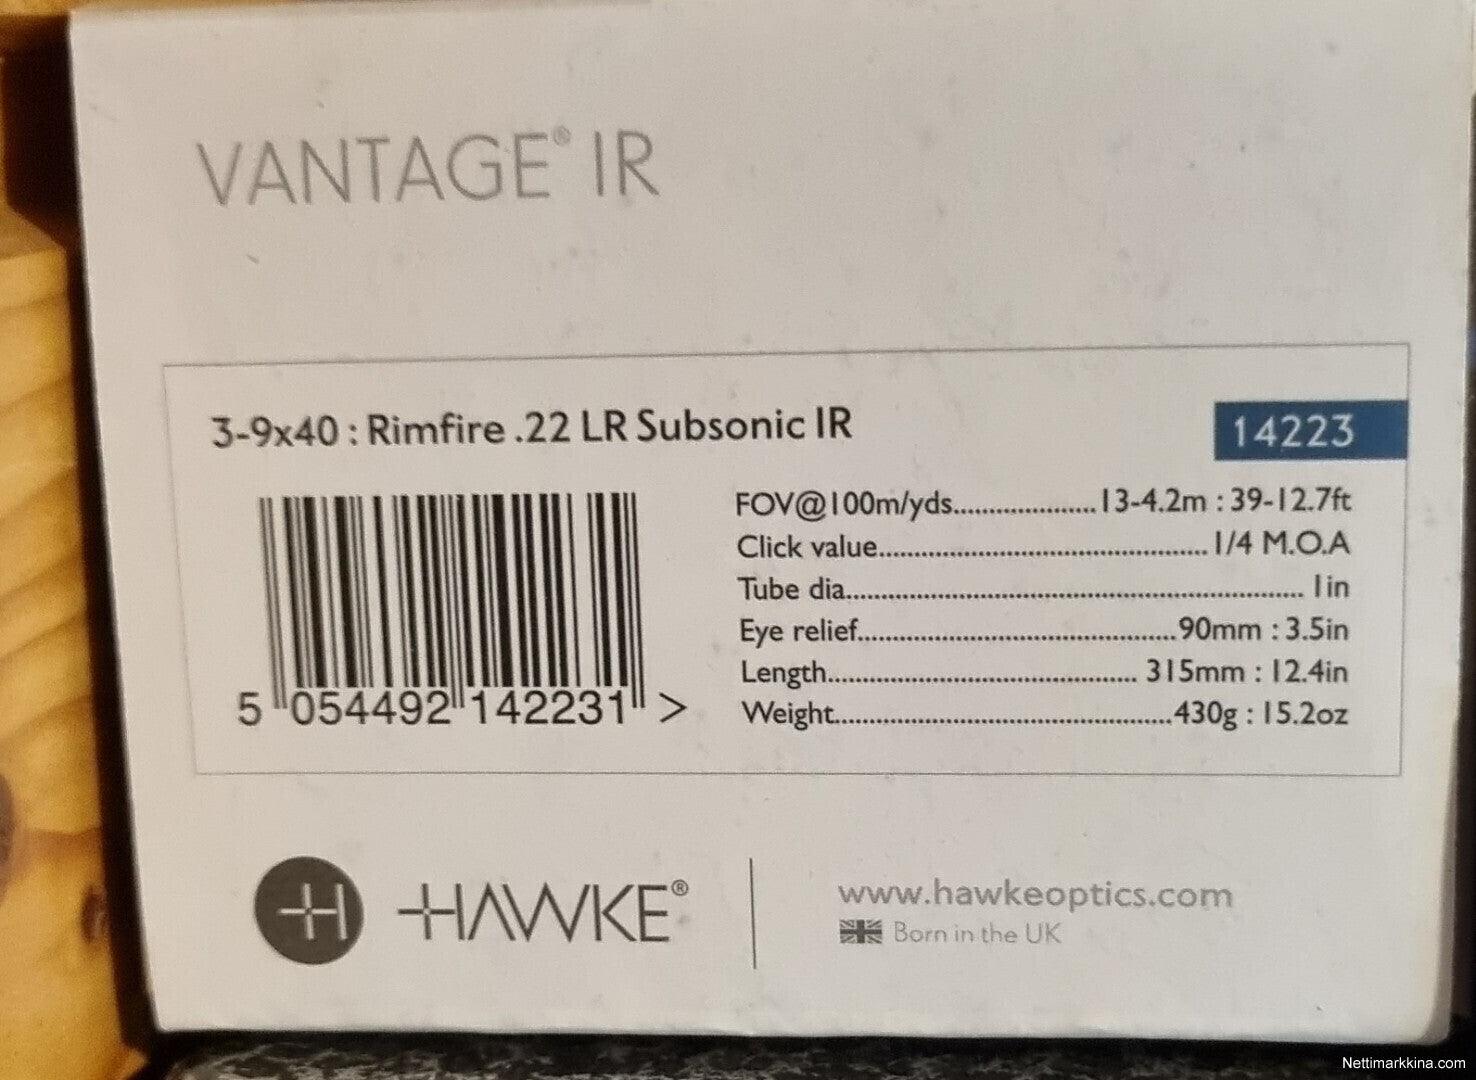 VANTAGE® IR
3-9x40 : Rimfire .22 LR Subsonic IR
14223
FOV@100m/yds....................13-4.2m : 39-12.7ft
Click value...............................................1/4 M.O.A
Tube dia................................................................. 1in
Eye relief.............................................90mm : 3.5in
Length............................................ 315mm : 12.4in
Weight................................................430g : 15.2oz
5 054492 142231 >
HAWKE®
www.hawkeoptics.com
Born in the UK
Nettimarkkina.com